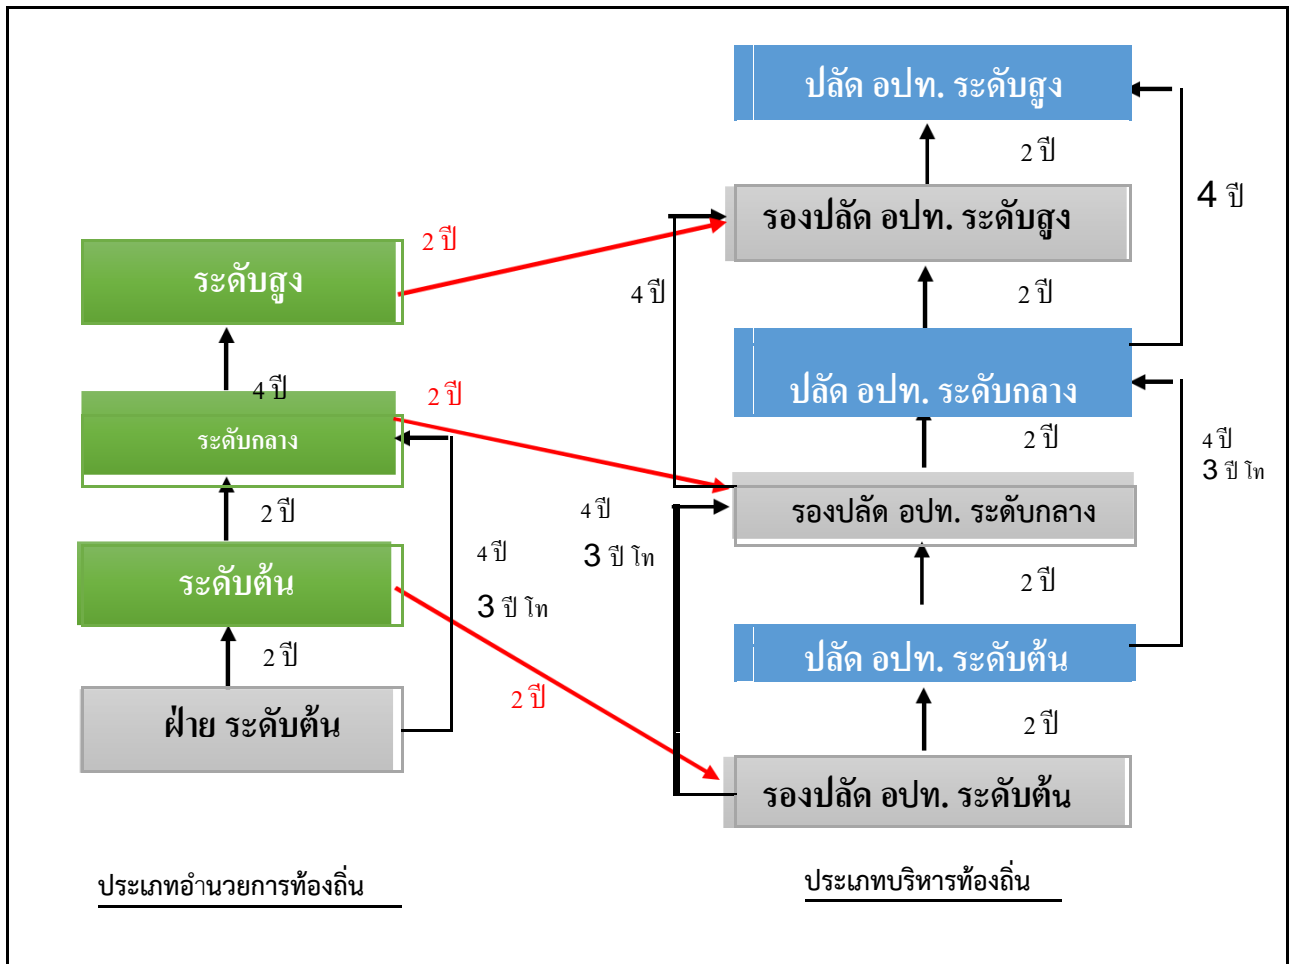 ปลัด อปท. ระดับสูง
2 ปี
4 ปี
รองปลัด อปท. ระดับสูง
2 ปี
ระดับสูง
4 ปี
2 ปี
4 ปี
2 ปี
ปลัด อปท. ระดับกลาง
ระดับกลาง
2 ปี
4 ปี
3 ปี โท
2 ปี
4 ปี
3 ปี โท
รองปลัด อปท. ระดับกลาง
4 ปี
3 ปี โท
ระดับต้น
2 ปี
2 ปี
ปลัด อปท. ระดับต้น
2 ปี
ฝ่าย ระดับต้น
2 ปี
รองปลัด อปท. ระดับต้น
ประเภทอำนวยการท้องถิ่น
ประเภทบริหารท้องถิ่น